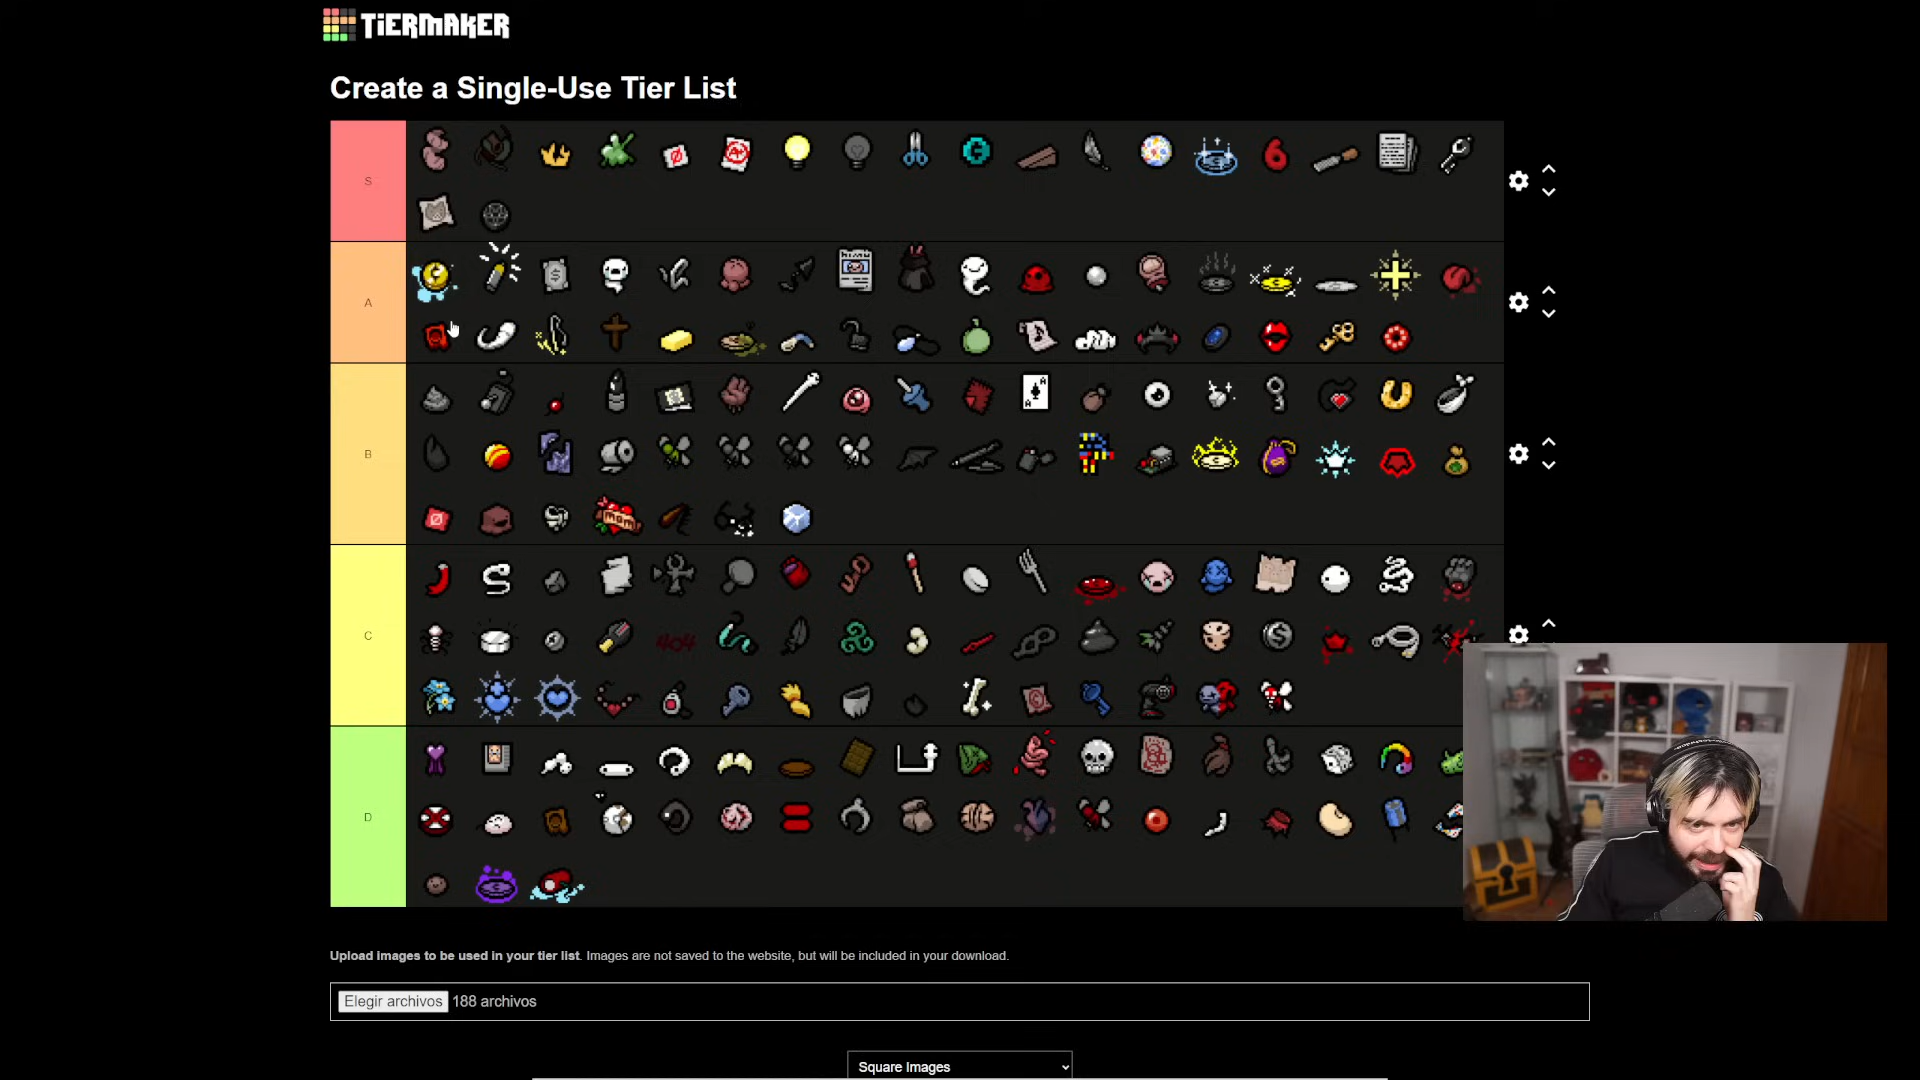 TiERMAKER
Create a Single-Use Tier List
S
A
B
C
D
Upload images to be used in your tier list. Images are not saved to the website, but will be included in your download.
Elegir archivos 188 archivos
Square Images